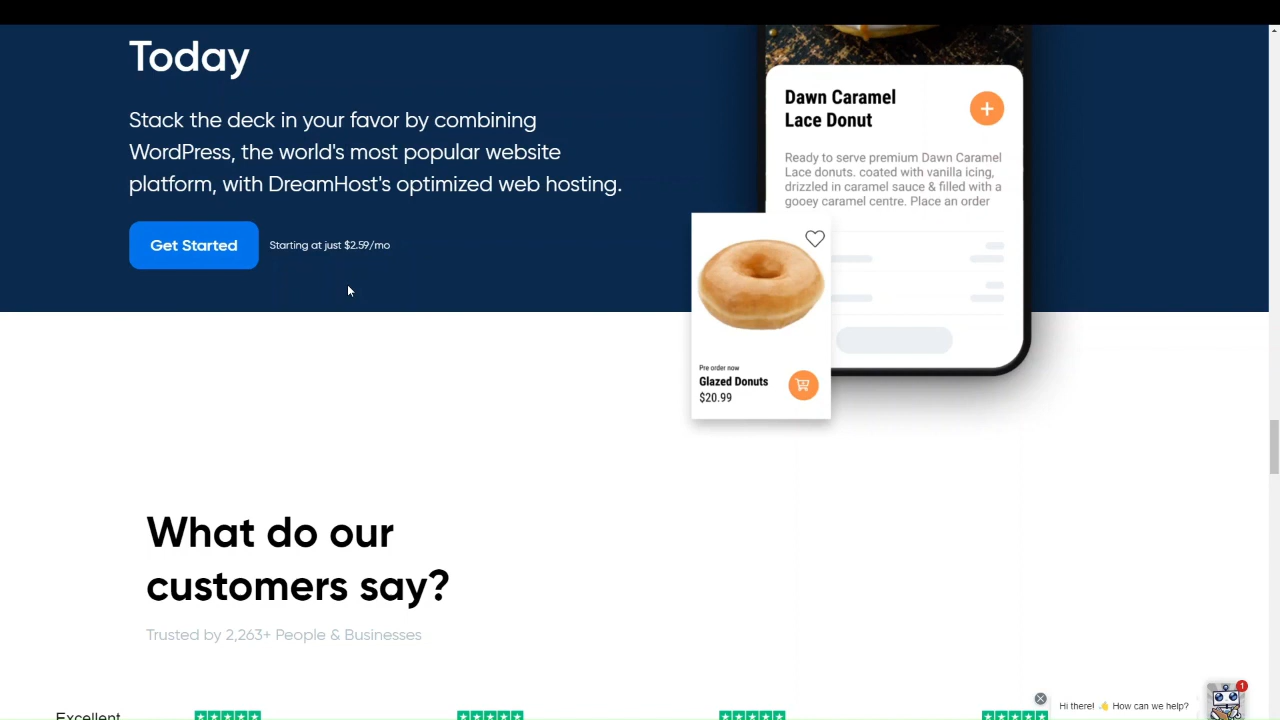 Today
Stack the deck in your favor by combining
WordPress, the world's most popular website
platform, with DreamHost's optimized web hosting.
Get Started
Starting at just $2.59/mo
Dawn Caramel
Lace Donut
Ready to serve premium Dawn Caramel
Lace donuts. coated with vanilla icing,
drizzled in caramel sauce & filled with a
gooey caramel centre. Place an order
Pre order now
Glazed Donuts
$20.99
What do our
customers say?
Trusted by 2,263+ People & Businesses
Excellent
Hi there! 👋 How can we help?
1